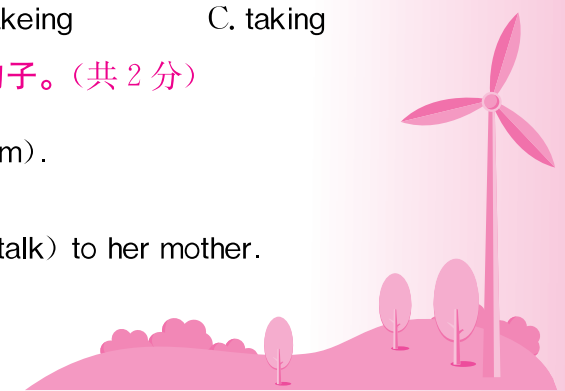 keing C. taking
子。(共 2 分)
m).
talk) to her mother.